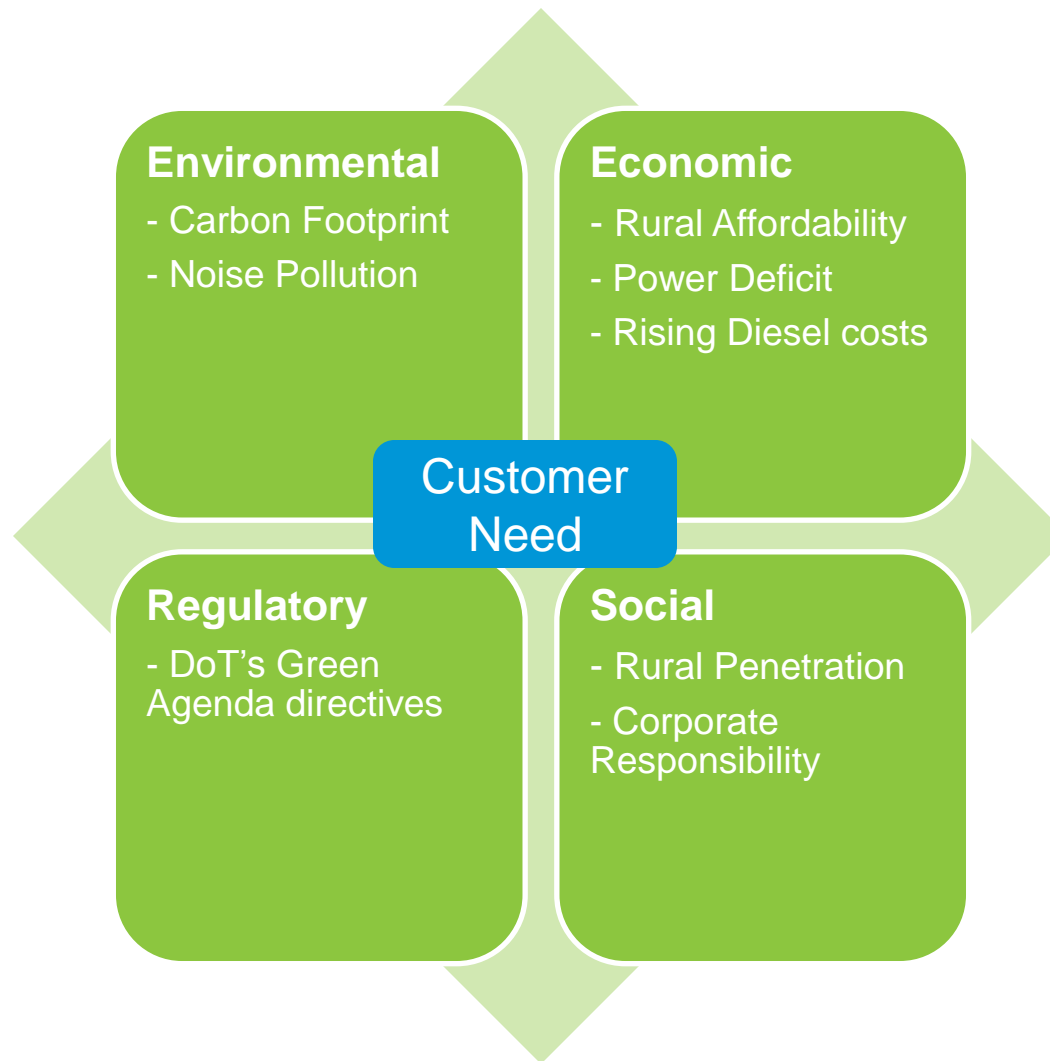 Environmental
- Carbon Footprint
- Noise Pollution
Economic
- Rural Affordability
- Power Deficit
- Rising Diesel costs
Customer
Need
Regulatory
- DoT’s Green
Agenda directives
Social
- Rural Penetration
- Corporate
Responsibility